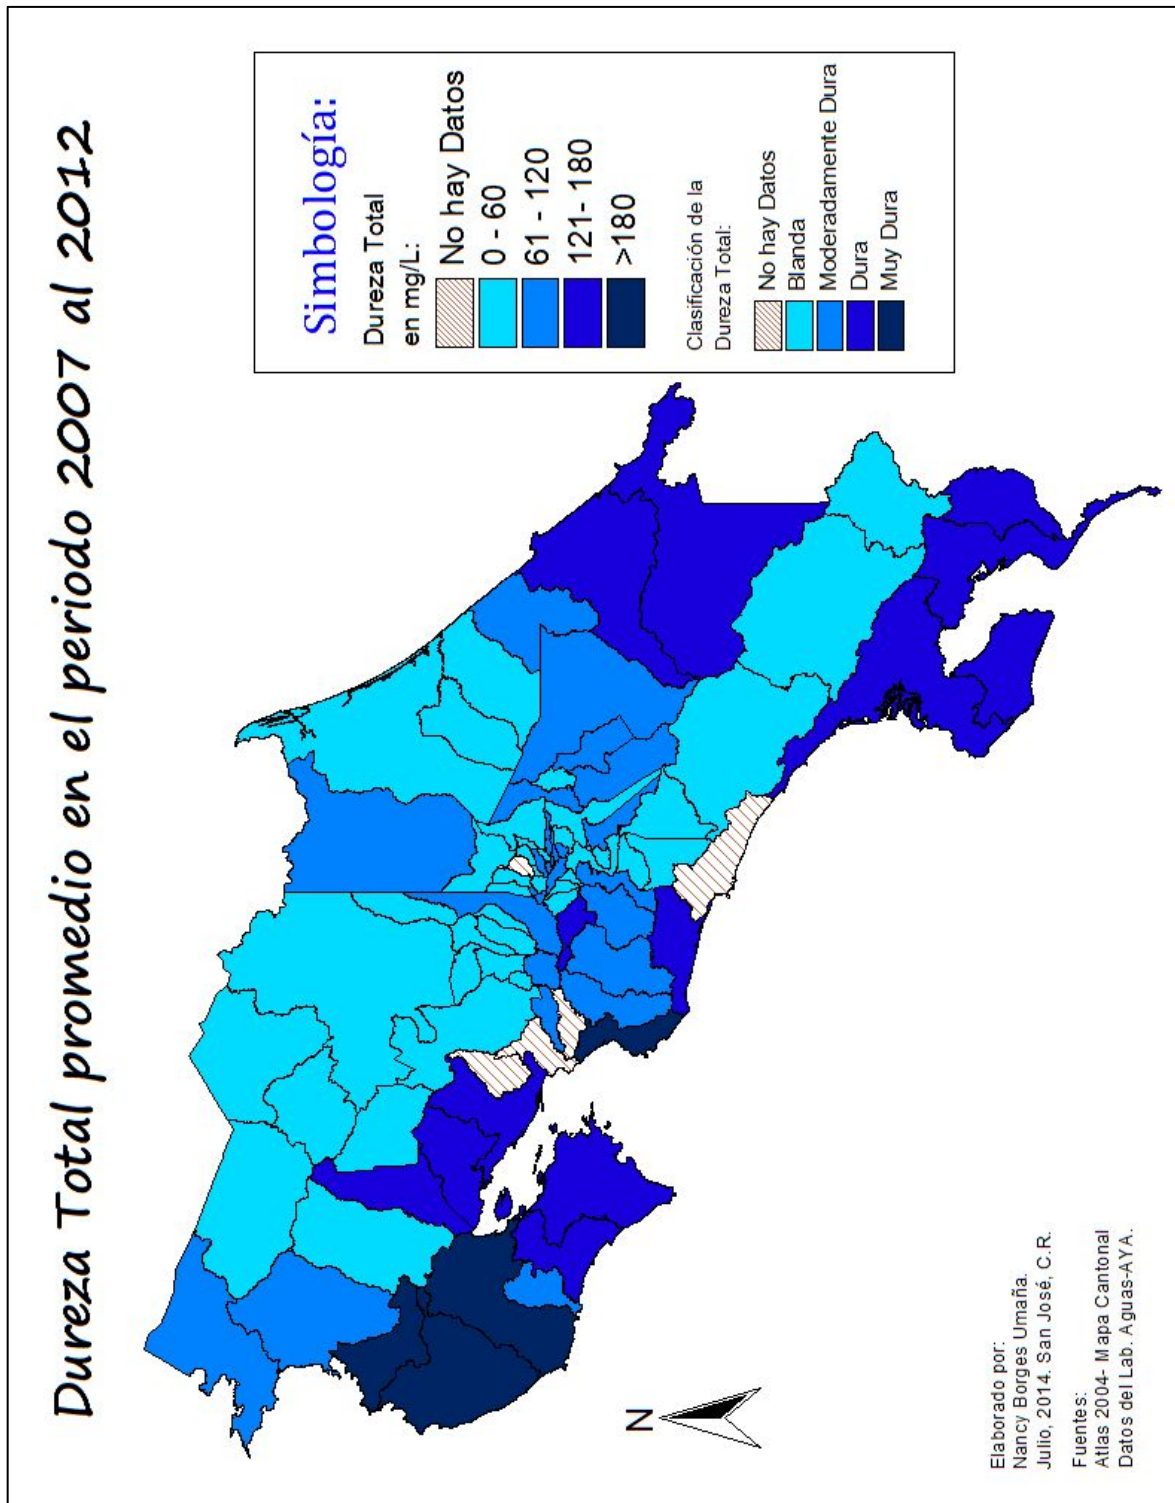 Dureza Total promedio en el periodo 2007 al 2012
Simbología:
Dureza Total
en mg/L:
No hay Datos
0 - 60
61 - 120
121- 180
>180
Clasificación de la
Dureza Total:
No hay Datos
Blanda
Moderadamente Dura
Dura
Muy Dura
N
Elaborado por:
Nancy Borges Umaña.
Julio, 2014. San José, C.R.
Fuentes:
Atlas 2004- Mapa Cantonal
Datos del Lab. Aguas-AYA.